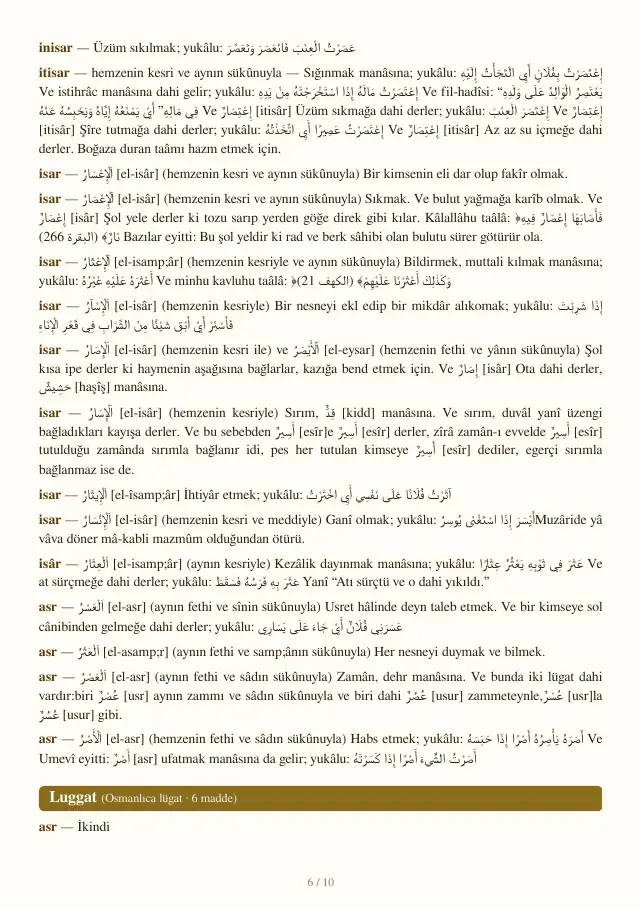 inisar — Üzüm sıkılmak; yukâlu: عَصَرْتُ الْعِنَبَ فَانْعَصَرَ وَتَعَصَّرَ
itisar — hemzenin kesri ve aynın sükûnuyla — Sığınmak manâsına; yukâlu: إِعْتَصَرْتُ بِفُلَانٍ أَيِ الْتَجَأْتُ إِلَيْهِ
Ve istihrâc manâsına dahi gelir; yukâlu: إِعْتَصَرْتُ مَالَهُ إِذَا اسْتَخْرَجْتَهُ مِنْ يَدِهِ Ve fil-hadîsi: “يَعْتَصِرُ الْوَالِدُ عَلَى وَلَدِهِ
فِي مَالِهِ” أَيْ يَمْنَعُهُ إِيَّاهُ وَيَحْبِسُهُ عَنْهُ Ve إِعْتِصَارٌ [itisâr] Üzüm sıkmağa dahi derler; yukâlu: إِعْتَصَرَ الْعِنَبَ Ve إِعْتِصَارٌ
[itisâr] Şîre tutmağa dahi derler; yukâlu: إِعْتَصَرْتُ عَصِيرًا أَيِ اتَّخَذْتُهُ Ve إِعْتِصَارٌ [itisâr] Az az su içmeğe dahi
derler. Boğaza duran taâmı hazm etmek için.
isar — اَلْإِعْسَارُ [el-isâr] (hemzenin kesri ve aynın sükûnuyla) Bir kimsenin eli dar olup fakîr olmak.
isar — اَلْإِعْصَارُ [el-isâr] (hemzenin kesri ve aynın sükûnuyla) Sıkmak. Ve bulut yağmağa karîb olmak. Ve
إِعْصَارٌ [isâr] Şol yele derler ki tozu sarıp yerden göğe direk gibi kılar. Kâlallâhu taâlâ: ﴿فَأَصَابَهَا إِعْصَارٌ فِيهِ
نَارٌ﴾ (البقرة 266) Bazılar eyitti: Bu şol yeldir ki rad ve berk sâhibi olan bulutu sürer götürür ola.
isar — اَلْإِعْثَارُ [el-isamp;âr] (hemzenin kesriyle ve aynın sükûnu) Bildirmek, muttali kılmak manâsına;
yukâlu: أَعْثَرَهُ عَلَيْهِ غَيْرُهُ Ve minhu kavluhu taâlâ: ﴿وَكَذَلِكَ أَعْثَرْنَا عَلَيْهِمْ﴾ (الكهف 21)
isar — اَلْإِسْآرُ [el-isâr] (hemzenin kesriyle) Bir nesneyi ekl edip bir mikdâr alıkomak; yukâlu: إِذَا شَرِبْتَ
فَأَسْئِرْ أَيْ أَبْقِ شَيْئًا مِنَ الشَّرَابِ فِي قَعْرِ الْإِنَاءِ
isar — اَلْإِصَارُ [el-isâr] (hemzenin kesri ile) ve اَلْأَيْصَرُ [el-eysar] (hemzenin fethi ve yânın sükûnuyla) Şol
kısa ipe derler ki haymenin aşağısına bağlarlar, kazığa bend etmek için. Ve إِصَارٌ [isâr] Ota dahi derler,
حَشِيشٌ [haşîş] manâsına.
isar — اَلْإِسَارُ [el-isâr] (hemzenin kesriyle) Sırım, قِدٌّ [kidd] manâsına. Ve sırım, duvâl yanî üzengi
bağladıkları kayışa derler. Ve bu sebebden أَسِيرٌ [esîr]e أَسِيرٌ [esîr] derler, zîrâ zamân-ı evvelde أَسِيرٌ [esîr]
tutulduğu zamânda sırımla bağlanır idi, pes her tutulan kimseye أَسِيرٌ [esîr] dediler, egerçi sırımla
bağlanmaz ise de.
isar — اَلْإِيثَارُ [el-îsamp;âr] İhtiyâr etmek; yukâlu: آثَرْتُ فُلَانًا عَلَى نَفْسِي أَيِ اخْتَرْتُ
isar — اَلْإِيْسَارُ [el-isâr] (hemzenin kesri ve meddiyle) Ganî olmak; yukâlu: أَيْسَرَ إِذَا اسْتَغْنَى يُوسِرُMuzâride yâ
vâva döner mâ-kabli mazmûm olduğundan ötürü.
isâr — اَلْعِثَارُ [el-isamp;âr] (aynın kesriyle) Kezâlik dayınmak manâsına; yukâlu: عَثَرَ فِي ثَوْبِهِ يَعْثُرُ عِثَارًا Ve
at sürçmeğe dahi derler; yukâlu: عَثَرَ بِهِ فَرَسُهُ فَسَقَطَ Yanî “Atı sürçtü ve o dahi yıkıldı.”
asr — اَلْعَسْرُ [el-asr] (aynın fethi ve sînin sükûnuyla) Usret hâlinde deyn taleb etmek. Ve bir kimseye sol
cânibinden gelmeğe dahi derler; yukâlu: عَسَرَنِي فُلَانٌ أَيْ جَاءَ عَلَى يَسَارِي
asr — اَلْعَثْرُ [el-asamp;r] (aynın fethi ve samp;ânın sükûnuyla) Her nesneyi duymak ve bilmek.
asr — اَلْعَصْرُ [el-asr] (aynın fethi ve sâdın sükûnuyla) Zamân, dehr manâsına. Ve bunda iki lügat dahi
vardır:biri عُصْرٌ [usr] aynın zammı ve sâdın sükûnuyla ve biri dahi عُصُرٌ [usur] zammeteynle,عُسْرٌ [usr]la
عُسُرٌ [usur] gibi.
asr — اَلْأَصْرُ [el-asr] (hemzenin fethi ve sâdın sükûnuyla) Habs etmek; yukâlu: أَصَرَهُ يَأْصِرُهُ أَصْرًا إِذَا حَبَسَهُ Ve
Umevî eyitti: أَصْرٌ [asr] ufatmak manâsına da gelir; yukâlu: أَصَرْتُ الشَّيْءَ أَصْرًا إِذَا كَسَرْتَهُ
Luggat (Osmanlıca lügat · 6 madde)
asr — İkindi
6 / 10